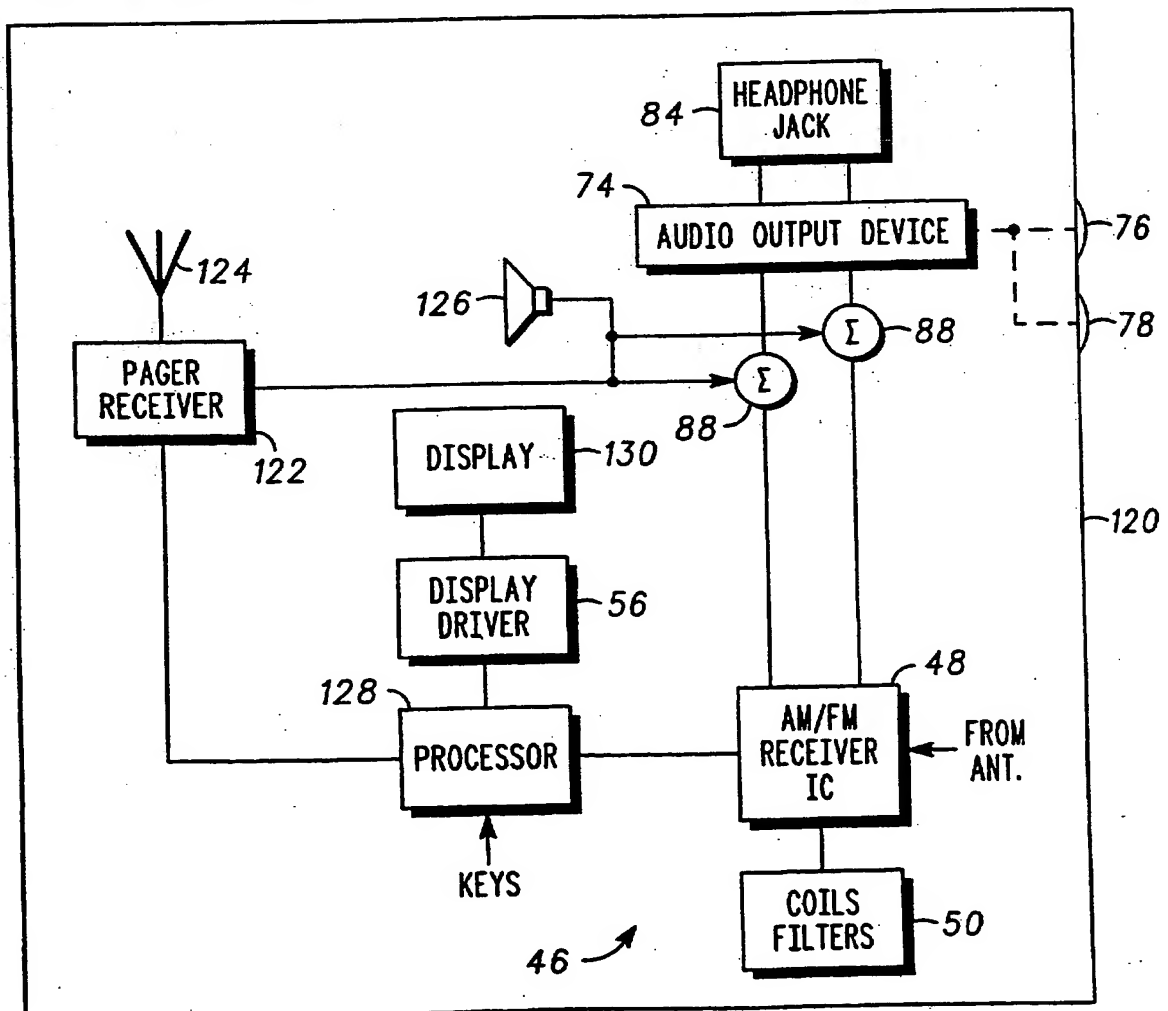 HEADPHONE
JACK
84
74
AUDIO OUTPUT DEVICE
76
124
126
78
Σ
88
PAGER
RECEIVER
Σ
88
122
DISPLAY
130
120
DISPLAY
DRIVER
56
128
48
PROCESSOR
AM/FM
RECEIVER
IC
FROM
ANT.
KEYS
COILS
FILTERS
50
46